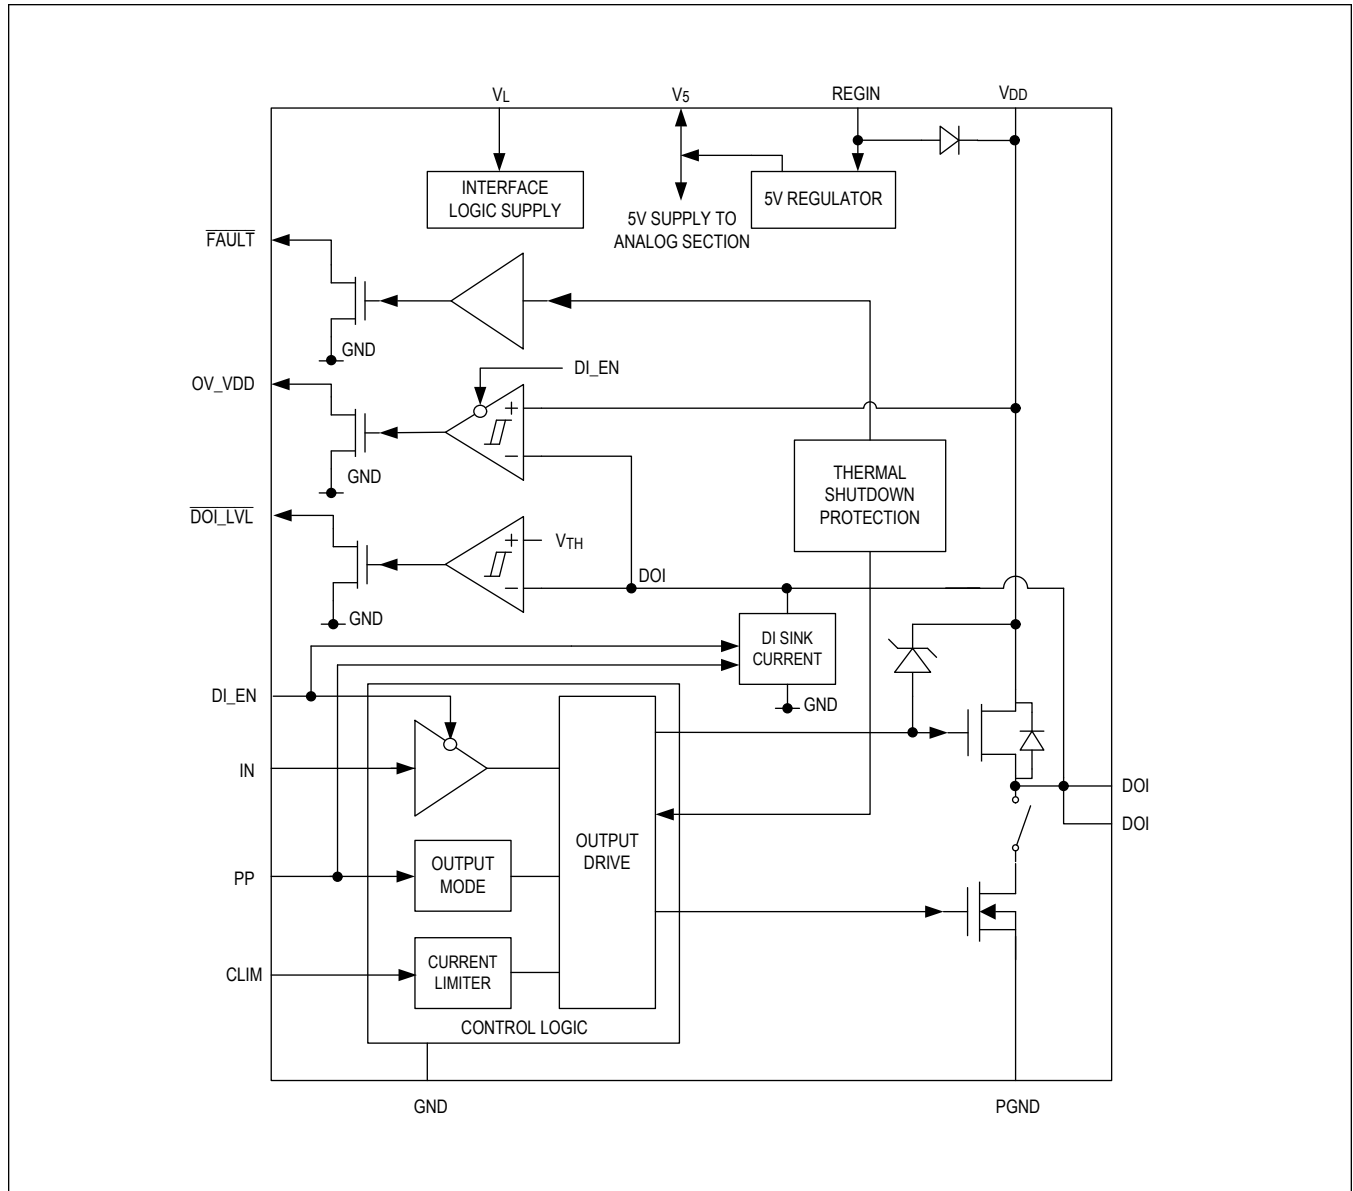 VL
V5
REGIN
VDD
INTERFACE
LOGIC SUPPLY
5V REGULATOR
5V SUPPLY TO
ANALOG SECTION
FAULT
GND
OV_VDD
DI_EN
+
−
GND
THERMAL
SHUTDOWN
PROTECTION
DOI_LVL
+
VTH
−
DOI
GND
DI SINK
CURRENT
GND
DI_EN
IN
DOI
DOI
OUTPUT
DRIVE
PP
OUTPUT
MODE
CLIM
CURRENT
LIMITER
CONTROL LOGIC
GND
PGND